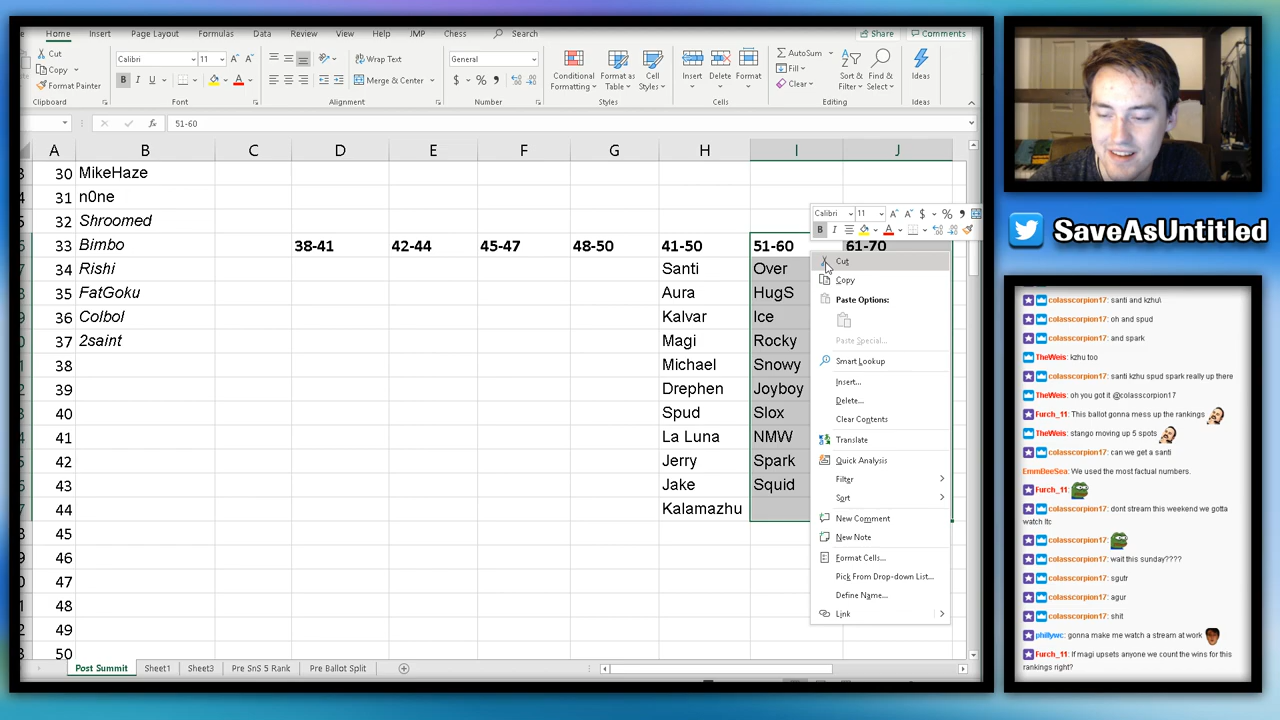 Home Insert Page Layout Formulas Data Review View Help JMP Chess Search Share Comments
Cut
Copy
Format Painter
Calibri 11
B I U
Wrap Text
Merge & Center
General
$ % ,
Conditional Formatting
Format as Table
Cell Styles
Insert Delete Format
AutoSum
Fill
Clear
Sort & Filter
Find & Select
Ideas
Clipboard Font Alignment Number Styles Cells Editing Ideas
fx 51-60
A B C D E F G H I J
30 MikeHaze
31 n0ne
32 Shroomed
33 Bimbo 38-41 42-44 45-47 48-50 41-50 51-60 61-70
34 Rishi Santi Over
35 FatGoku Aura HugS
36 Colbol Kalvar Ice
37 2saint Magi Rocky
38 Michael Snowy
39 Drephen Joyboy
40 Spud Slox
41 La Luna NMW
42 Jerry Spark
43 Jake Squid
44 Kalamazhu
45
46
47
48
49
50
Calibri 11 A A $ % ,
B A
Cut
Copy
Paste Options:
Paste Special...
Smart Lookup
Insert...
Delete...
Clear Contents
Translate
Quick Analysis
Filter
Sort
New Comment
New Note
Format Cells...
Pick From Drop-down List...
Define Name...
Link
Post Summit Sheet1 Sheet3 Pre SnS 5 Rank Pre Ballot Split
SaveAsUntitled
colasscorpion17: santi and kzhu\
colasscorpion17: oh and spud
colasscorpion17: and spark
TheWeis: kzhu too
colasscorpion17: santi kzhu spud spark really up there
TheWeis: oh you got it @colasscorpion17
Furch_11: This ballot gonna mess up the rankings
TheWeis: stango moving up 5 spots
colasscorpion17: can we get a santi
EmmBeeSea: We used the most factual numbers.
Furch_11:
colasscorpion17: dont stream this weekend we gotta
watch ltc
colasscorpion17:
colasscorpion17: wait this sunday????
colasscorpion17: sgutr
colasscorpion17: agur
colasscorpion17: shit
phillywc: gonna make me watch a stream at work
Furch_11: If magi upsets anyone we count the wins for this
rankings right?